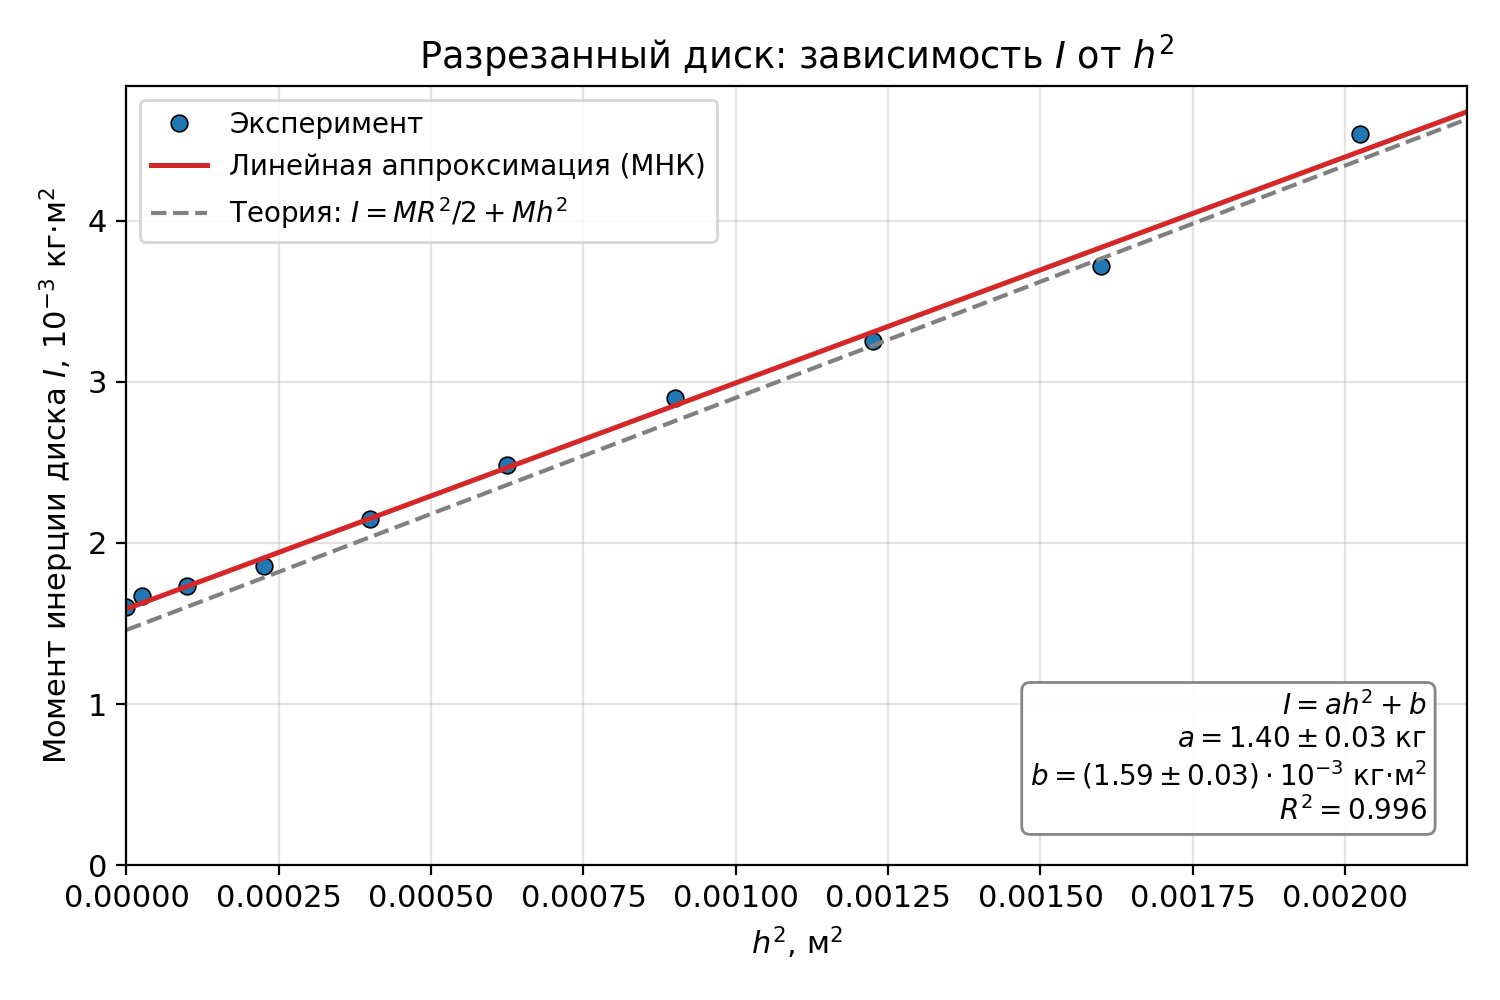 Разрезанный диск: зависимость I от h²
Эксперимент
Линейная аппроксимация (МНК)
Теория: I = MR²/2 + Mh²
Момент инерции диска I, 10⁻³ кг·м²
4
3
2
1
0
I = ah² + b
a = 1.40 ± 0.03 кг
b = (1.59 ± 0.03) · 10⁻³ кг·м²
R² = 0.996
0.00000 0.00025 0.00050 0.00075 0.00100 0.00125 0.00150 0.00175 0.00200
h², м²